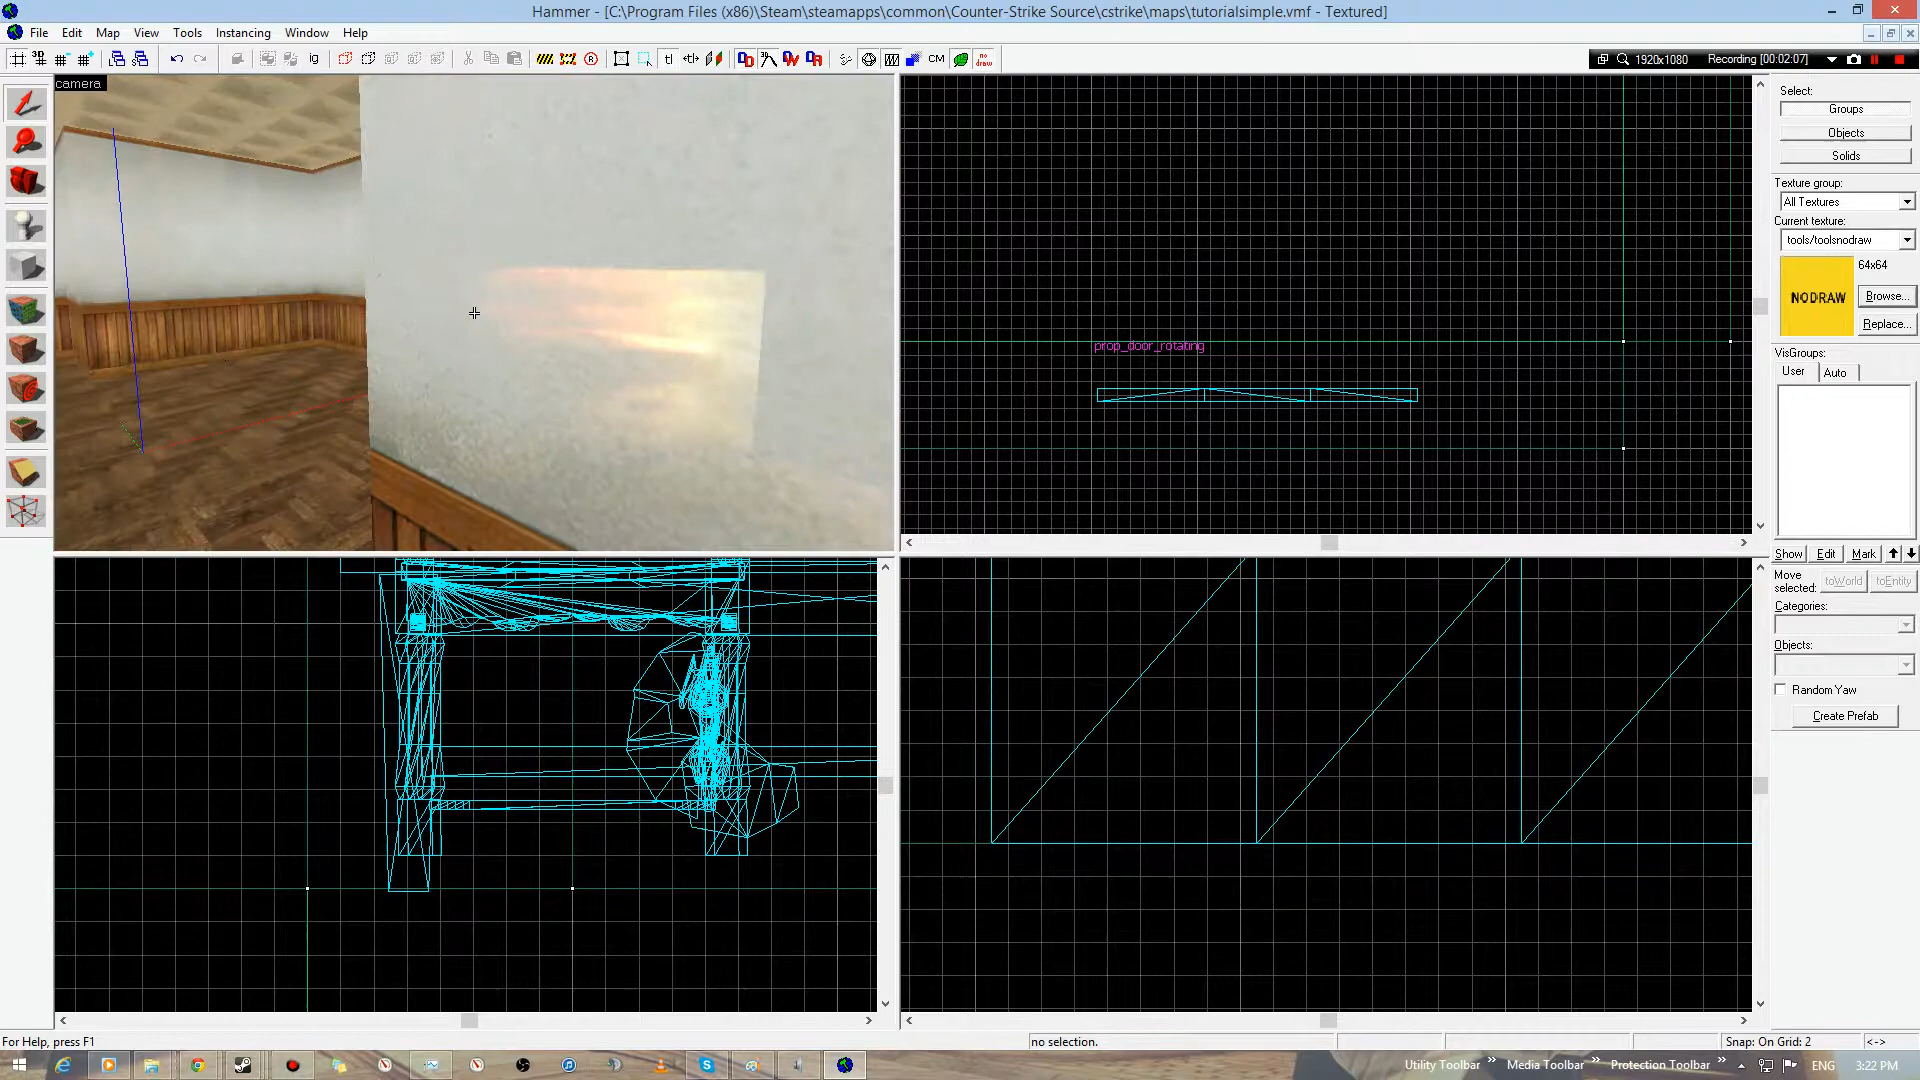 Hammer - [C:\Program Files (x86)\Steam\steamapps\common\Counter-Strike Source\cstrike\maps\tutorialsimple.vmf - Textured]
File Edit Map View Tools Instancing Window Help
1920x1080 Recording [00:02:07]
camera
prop_door_rotating
Select:
Groups
Objects
Solids
Texture group:
All Textures
Current texture:
tools/toolsnodraw
64x64
NODRAW
Browse...
Replace...
VisGroups:
User Auto
Show Edit Mark
Move selected:
toWorld toEntity
Categories:
Objects:
Random Yaw
Create Prefab
For Help, press F1
no selection.
Snap: On Grid: 2
<->
Utility Toolbar Media Toolbar Protection Toolbar ENG 3:22 PM